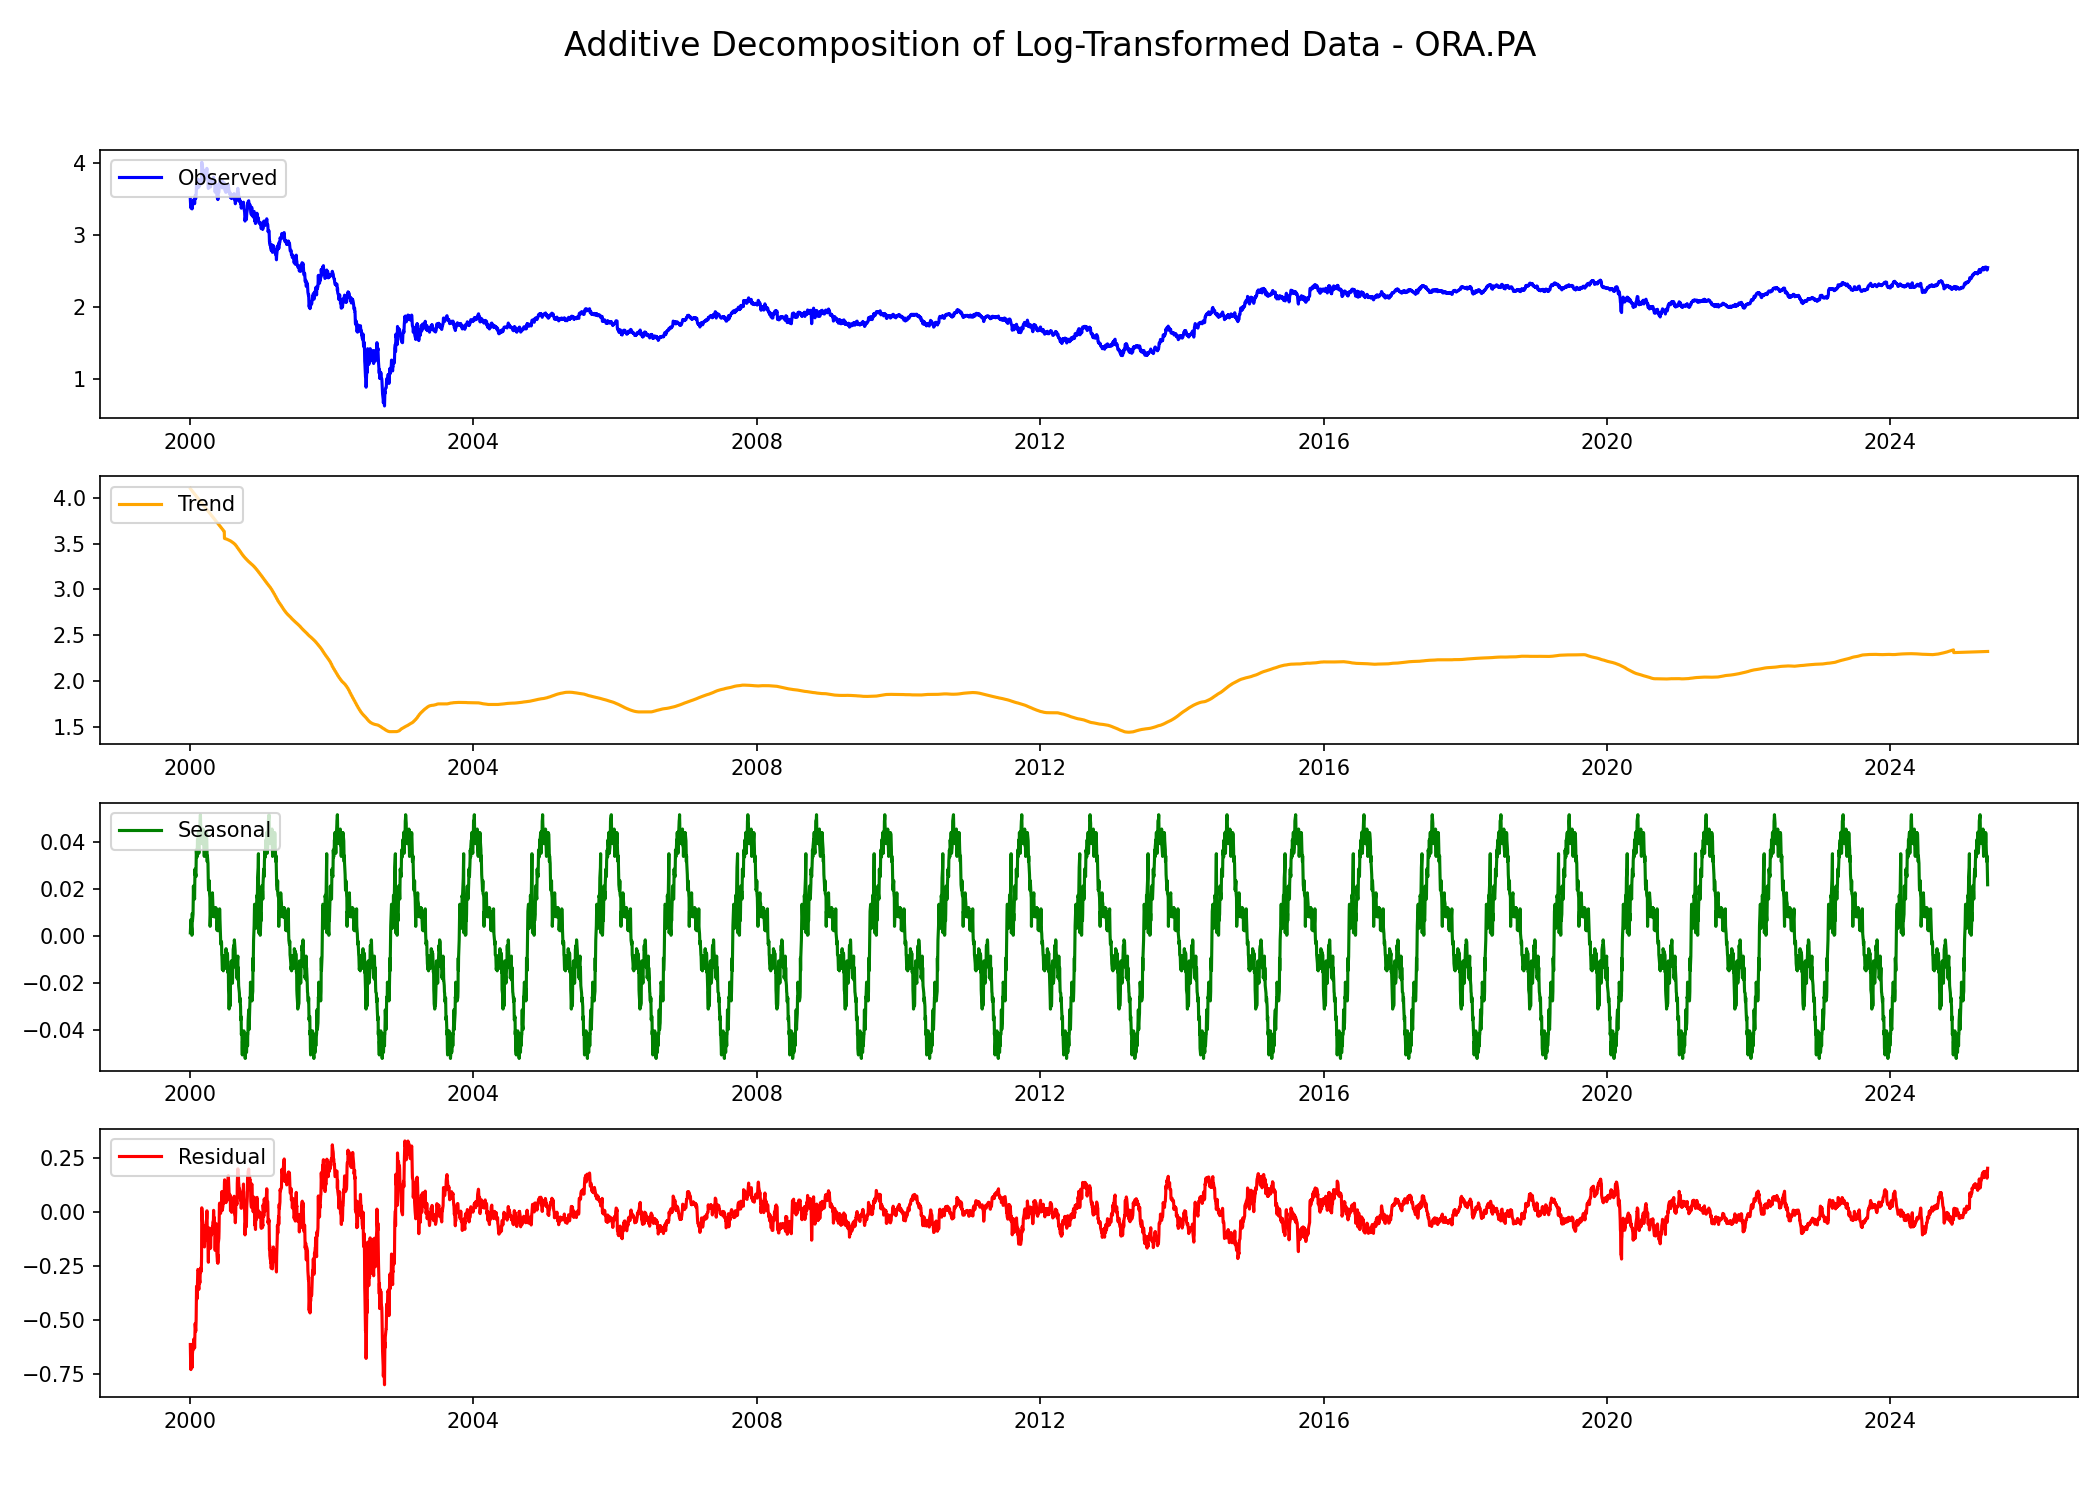 Additive Decomposition of Log-Transformed Data - ORA.PA
Observed
4
3
2
1
2000 2004 2008 2012 2016 2020 2024
Trend
4.0
3.5
3.0
2.5
2.0
1.5
2000 2004 2008 2012 2016 2020 2024
Seasonal
0.04
0.02
0.00
−0.02
−0.04
2000 2004 2008 2012 2016 2020 2024
Residual
0.25
0.00
−0.25
−0.50
−0.75
2000 2004 2008 2012 2016 2020 2024